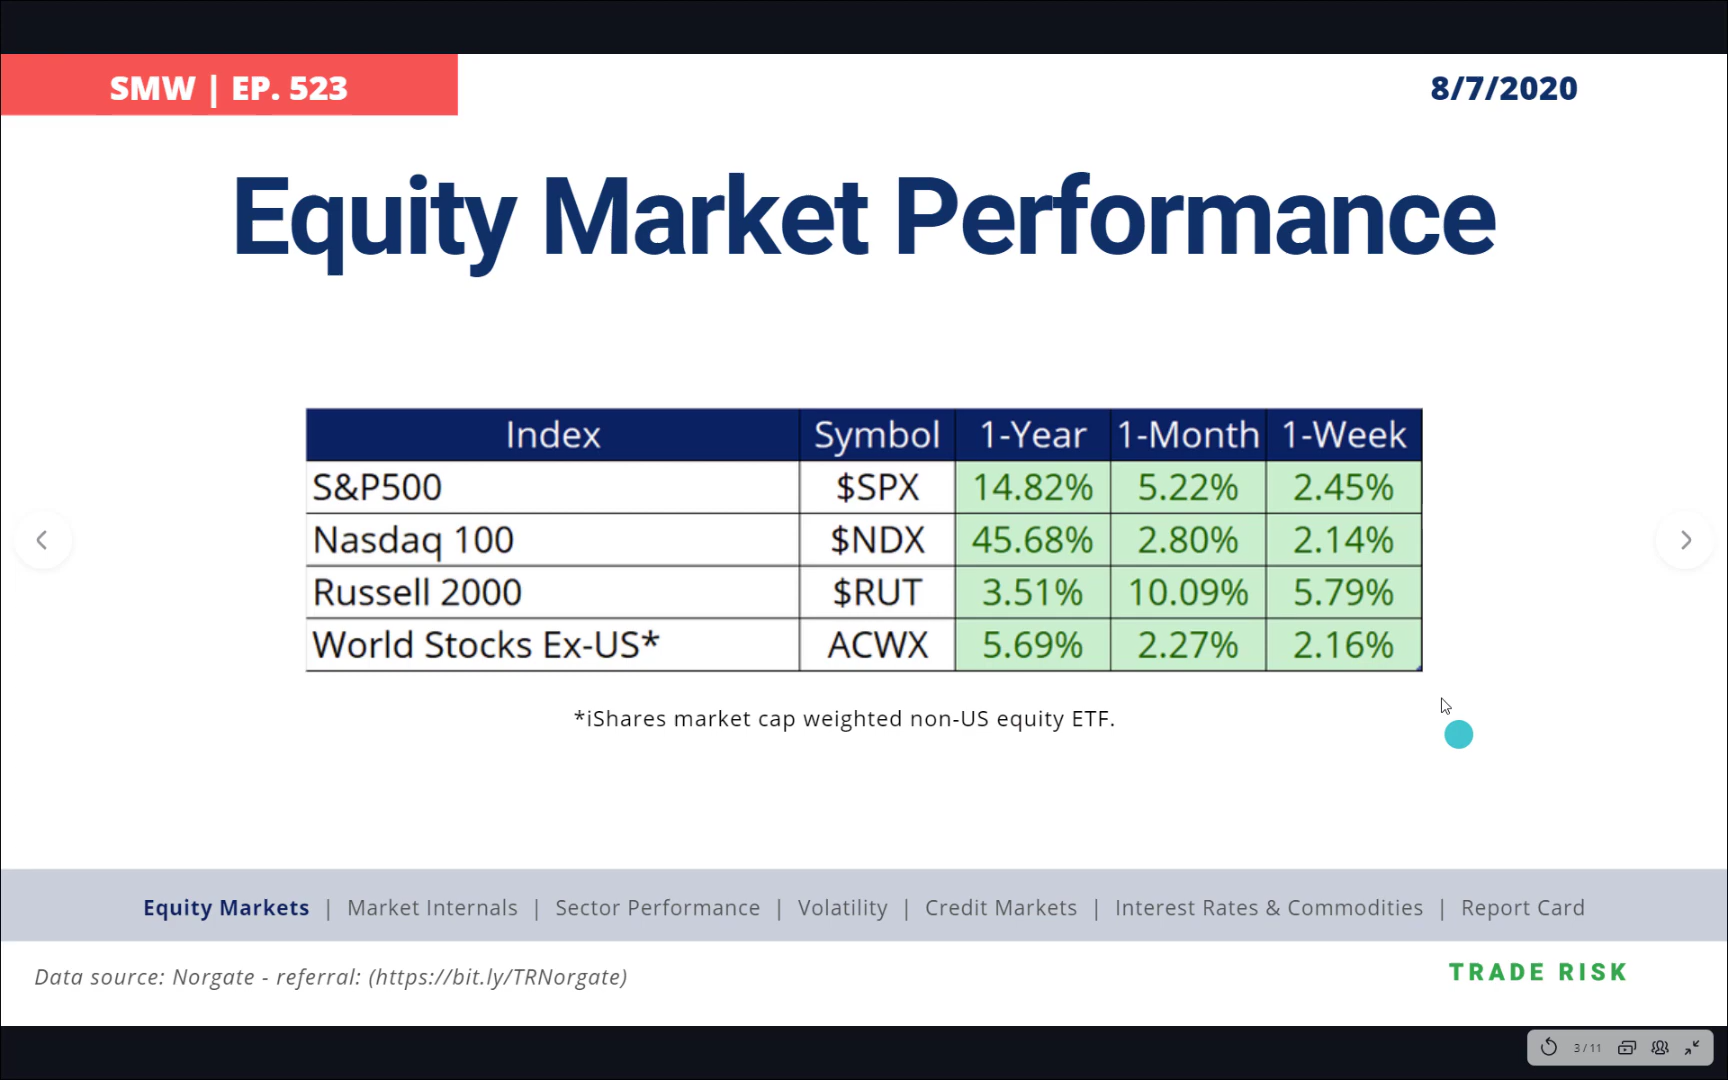 SMW | EP. 523
8/7/2020
Equity Market Performance
Index Symbol 1-Year 1-Month 1-Week
S&P500 $SPX 14.82% 5.22% 2.45%
Nasdaq 100 $NDX 45.68% 2.80% 2.14%
Russell 2000 $RUT 3.51% 10.09% 5.79%
World Stocks Ex-US* ACWX 5.69% 2.27% 2.16%
*iShares market cap weighted non-US equity ETF.
Equity Markets | Market Internals | Sector Performance | Volatility | Credit Markets | Interest Rates & Commodities | Report Card
Data source: Norgate - referral: (https://bit.ly/TRNorgate)
TRADE RISK
3/11